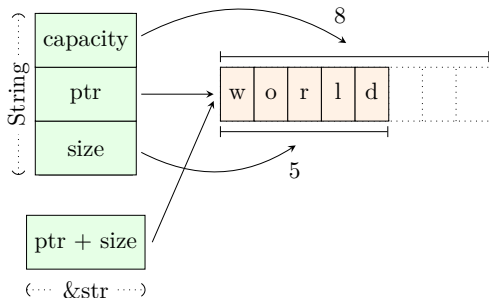 8
capacity
String
ptr
w o r l d
size
5
ptr + size
&str